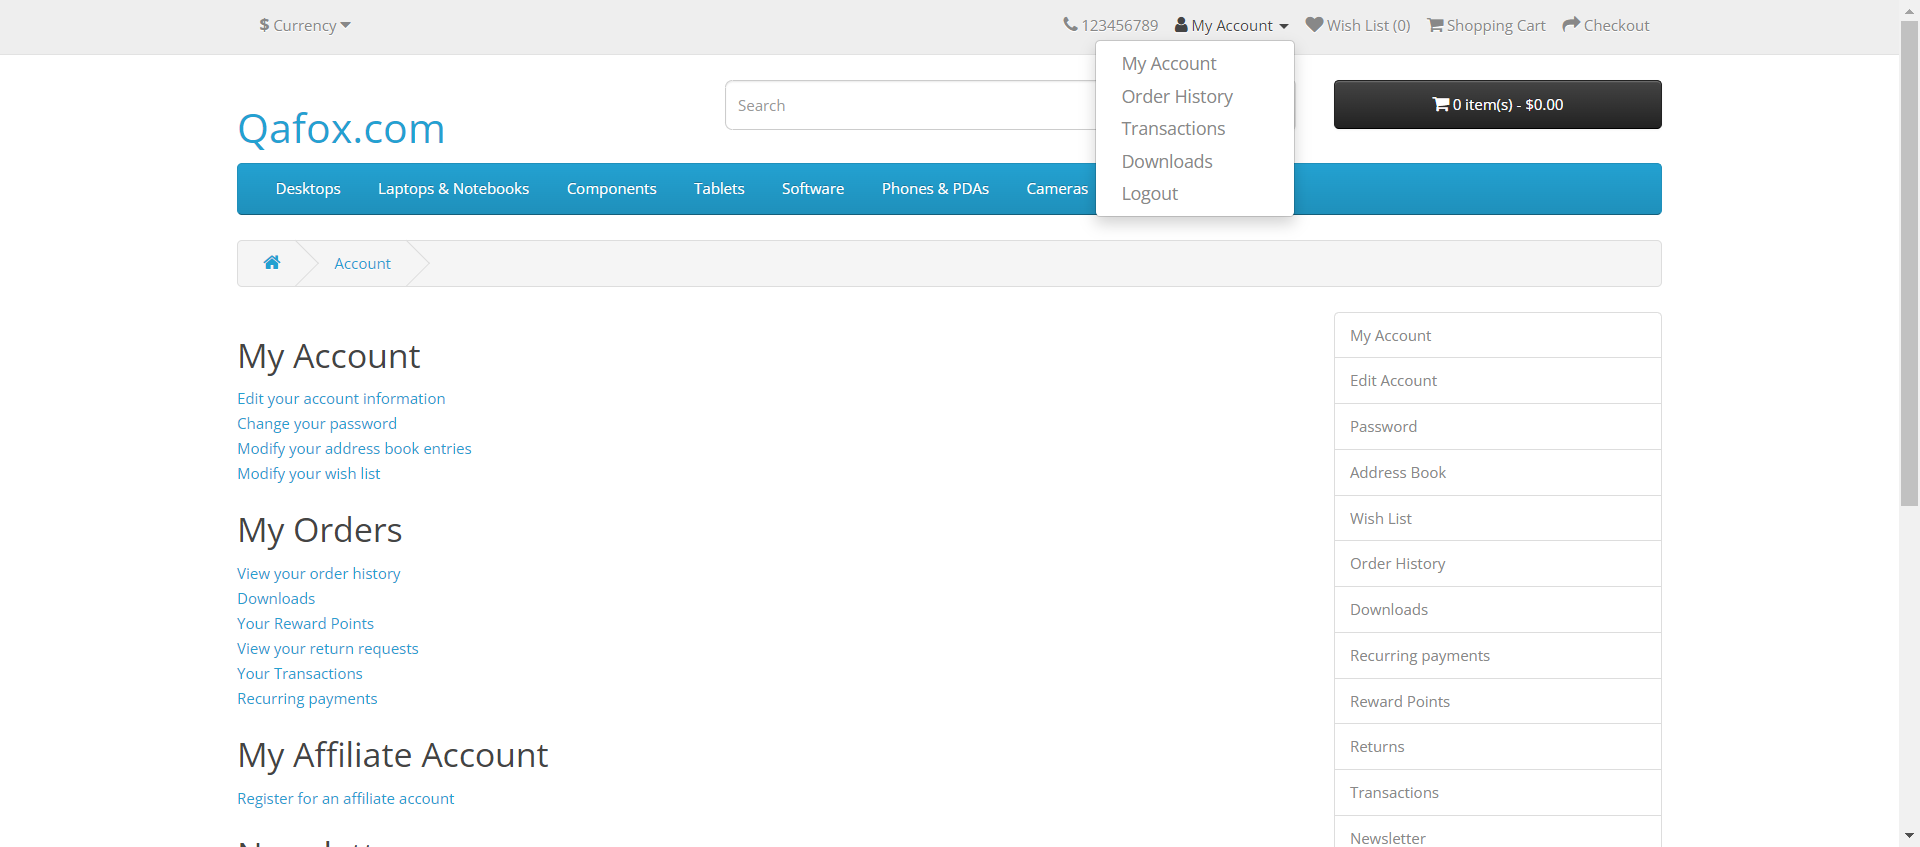 $ Currency
123456789 My Account Wish List (0) Shopping Cart Checkout
My Account
Order History
Transactions
Downloads
Logout
Qafox.com
Search
0 item(s) - $0.00
Desktops Laptops & Notebooks Components Tablets Software Phones & PDAs Cameras
Account
My Account
Edit your account information
Change your password
Modify your address book entries
Modify your wish list
My Orders
View your order history
Downloads
Your Reward Points
View your return requests
Your Transactions
Recurring payments
My Affiliate Account
Register for an affiliate account
My Account
Edit Account
Password
Address Book
Wish List
Order History
Downloads
Recurring payments
Reward Points
Returns
Transactions
Newsletter